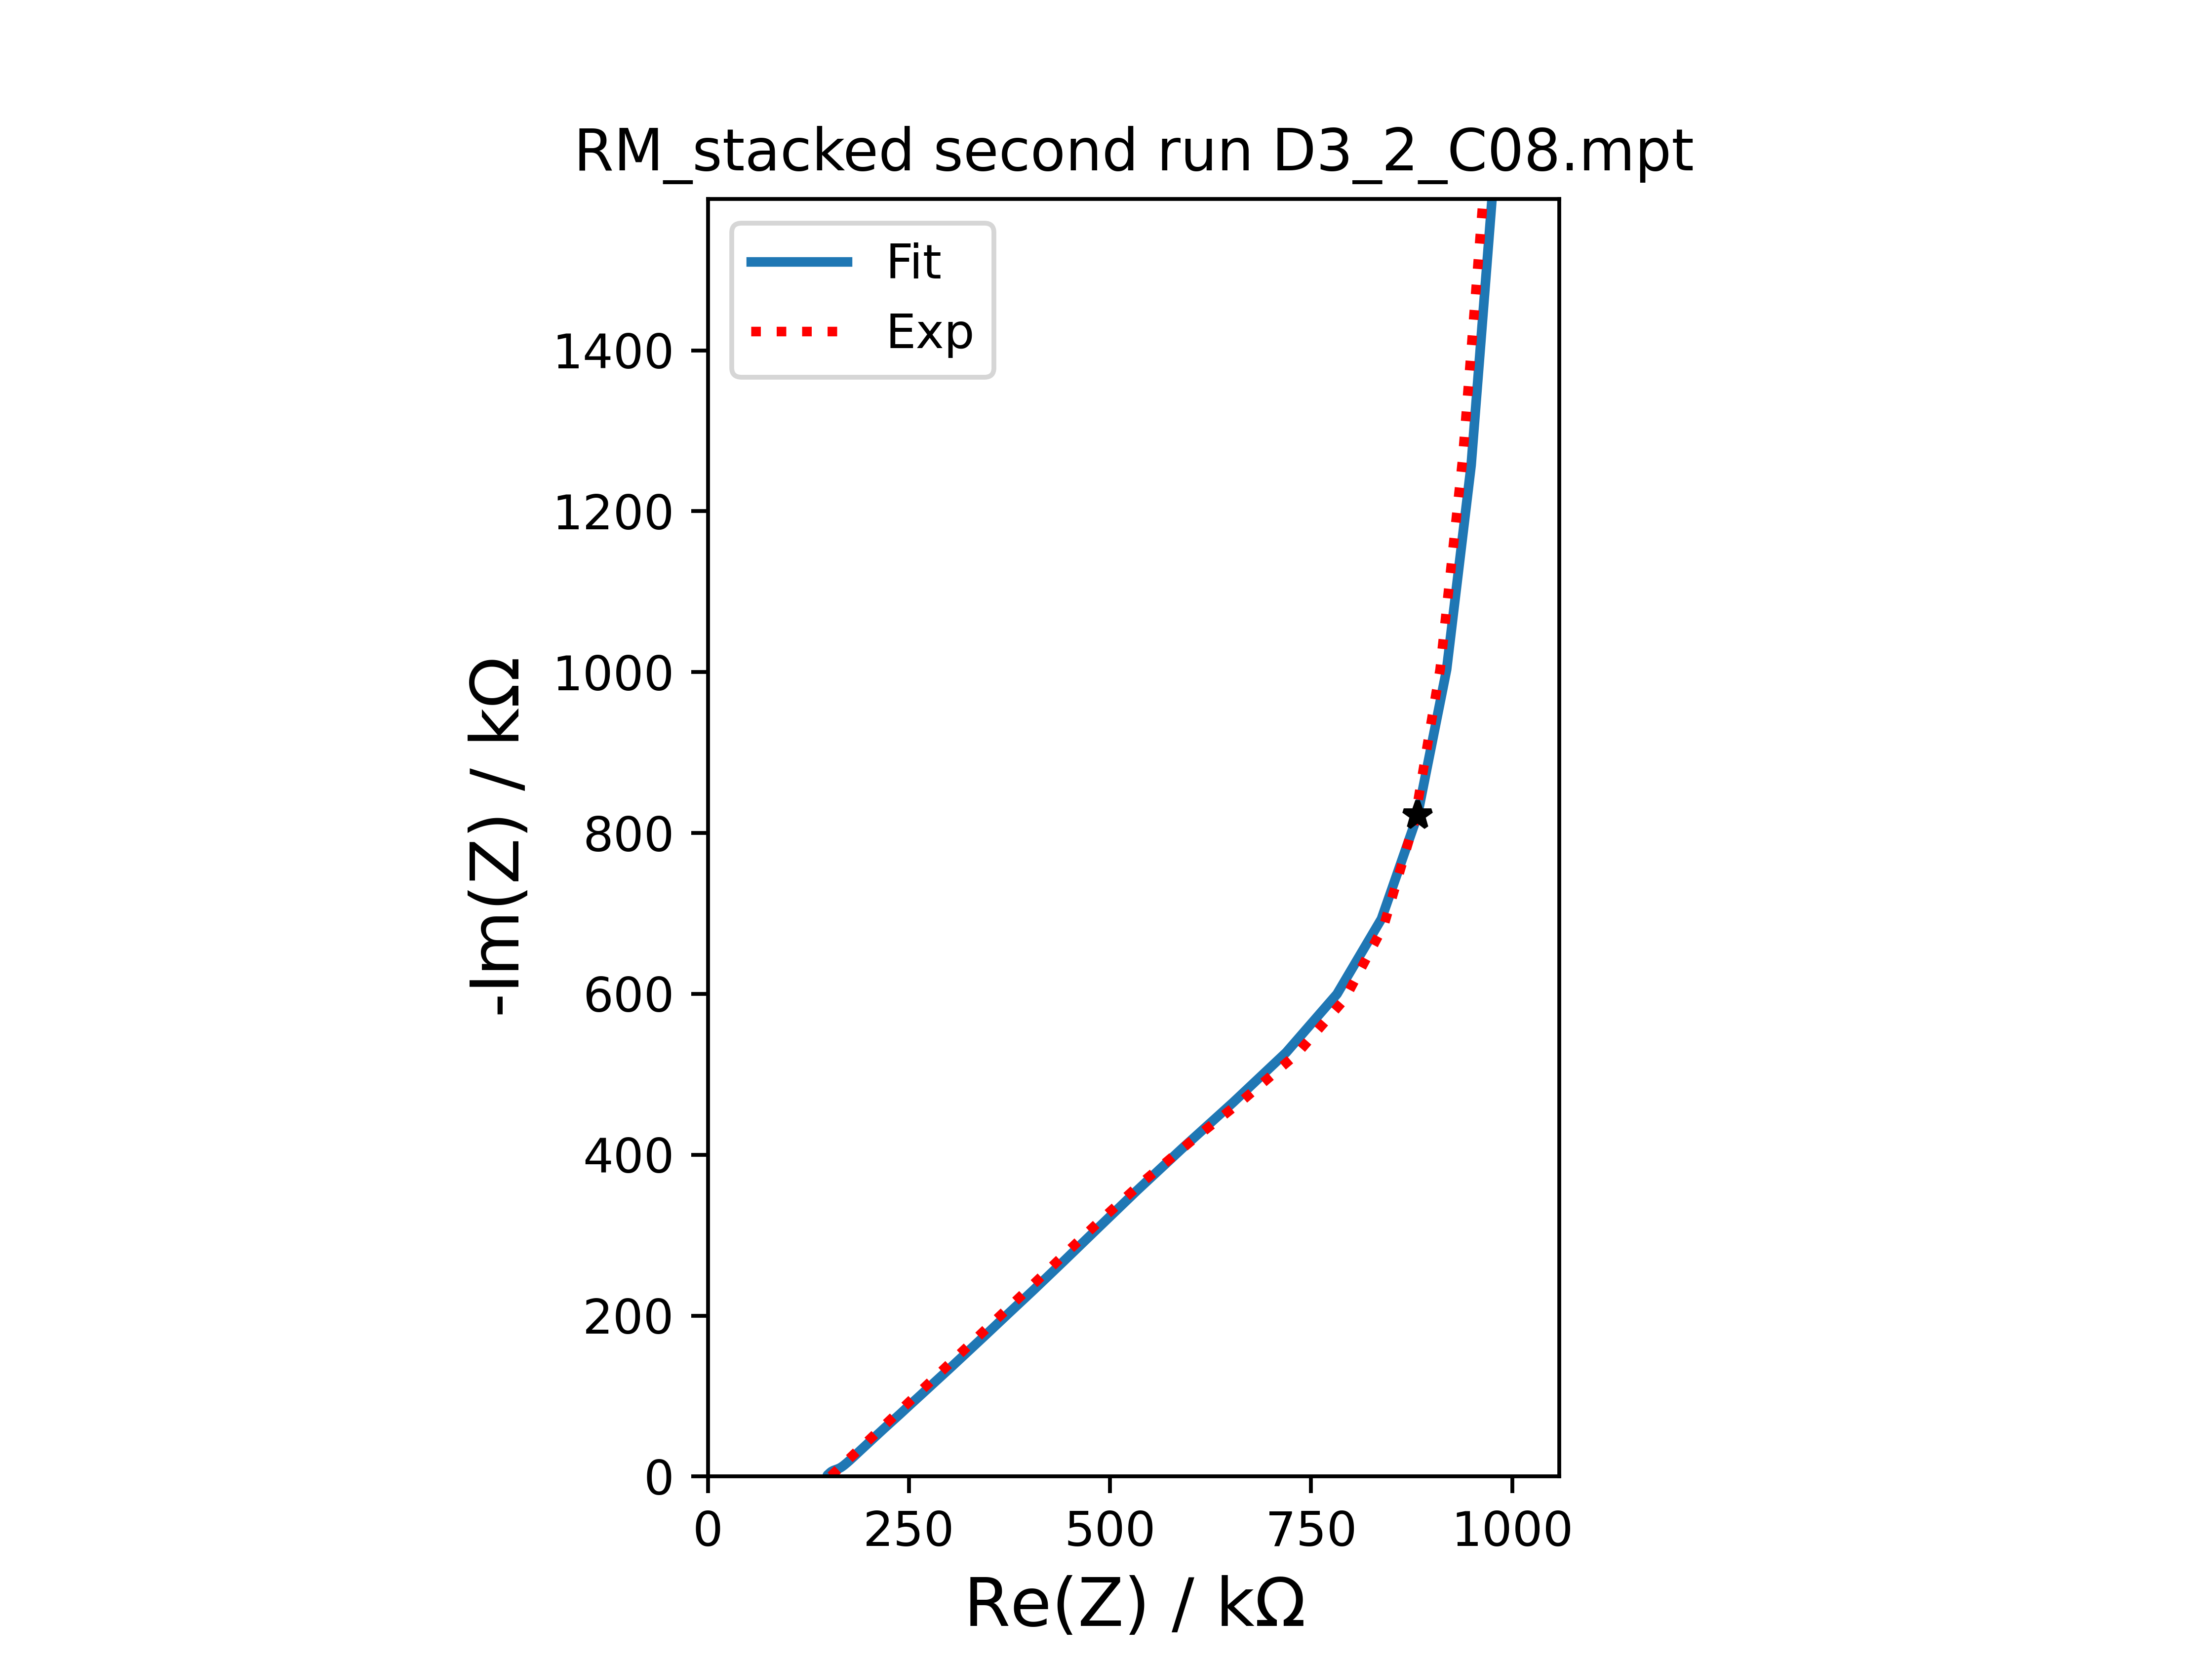 RM_stacked second run D3_2_C08.mpt
Fit
Exp
1400
1200
1000
800
600
400
200
0
-Im(Z) / kΩ
0 250 500 750 1000
Re(Z) / kΩ